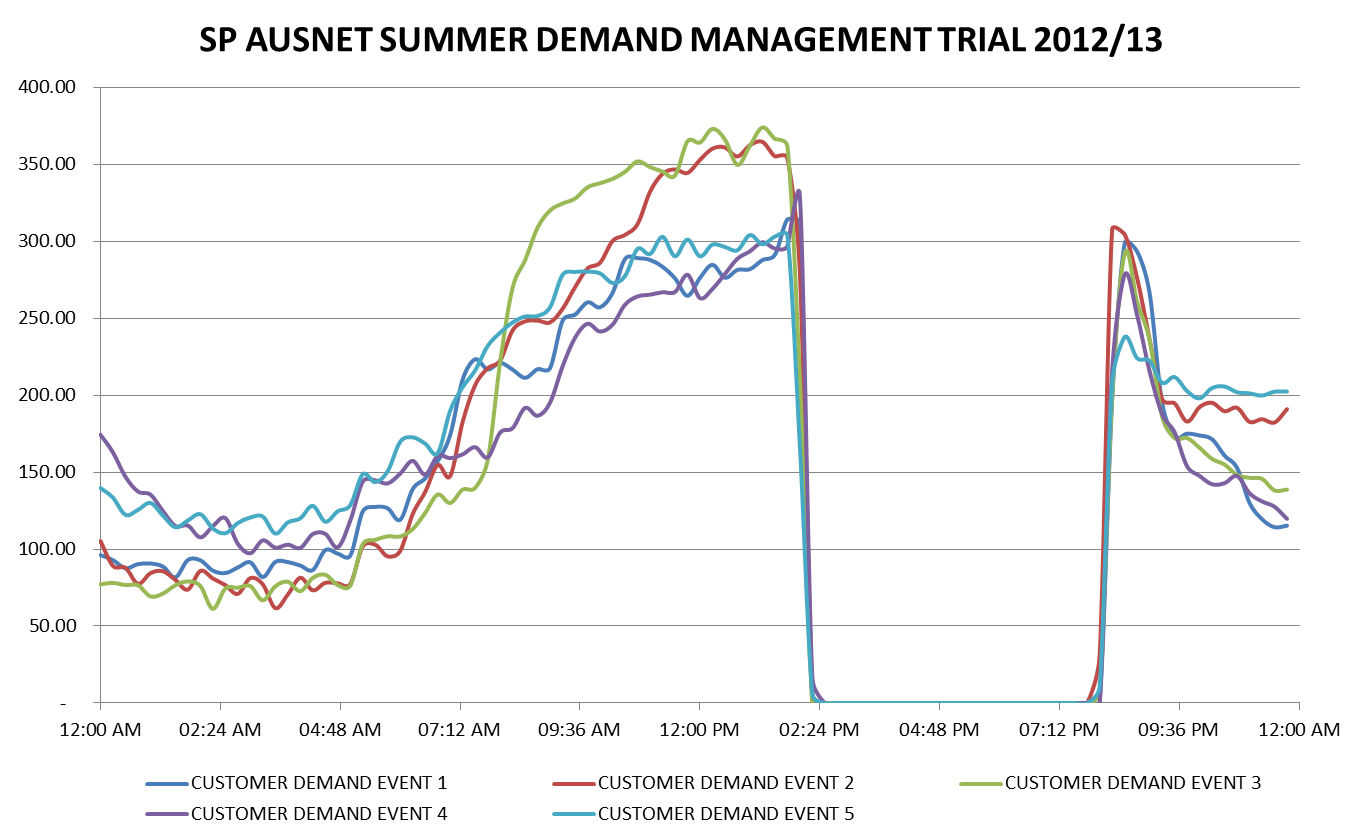 SP AUSNET SUMMER DEMAND MANAGEMENT TRIAL 2012/13
400.00
350.00
300.00
250.00
200.00
150.00
100.00
50.00
-
12:00 AM 02:24 AM 04:48 AM 07:12 AM 09:36 AM 12:00 PM 02:24 PM 04:48 PM 07:12 PM 09:36 PM 12:00 AM
CUSTOMER DEMAND EVENT 1 CUSTOMER DEMAND EVENT 2 CUSTOMER DEMAND EVENT 3
CUSTOMER DEMAND EVENT 4 CUSTOMER DEMAND EVENT 5